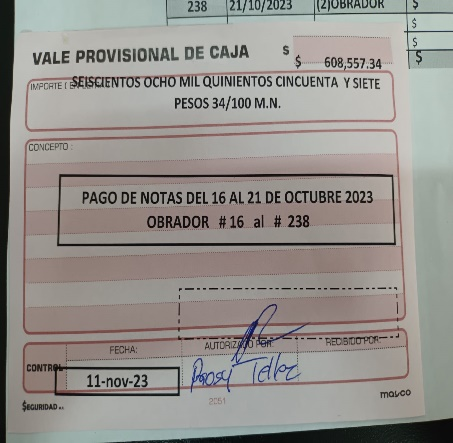 238 21/10/2023 (2)OBRADOR $
$
$
$
VALE PROVISIONAL DE CAJA $ $ 608,557.34
SEISCIENTOS OCHO MIL QUINIENTOS CINCUENTA Y SIETE
IMPORTE
PESOS 34/100 M.N.
CONCEPTO :
PAGO DE NOTAS DEL 16 AL 21 DE OCTUBRE 2023
OBRADOR # 16 al # 238
FECHA: AUTORIZADO POR: RECIBIDO POR:
CONTROL
11-nov-23 Rosy Tellez
SEGURIDAD
2051